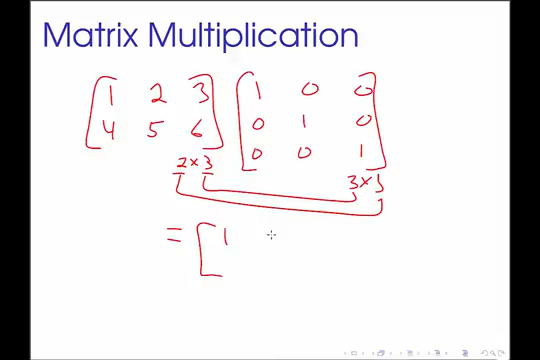 Matrix Multiplication
1 2 3 1 0 0
4 5 6 0 1 0
0 0 1
2 × 3 3 × 3
= [ 1